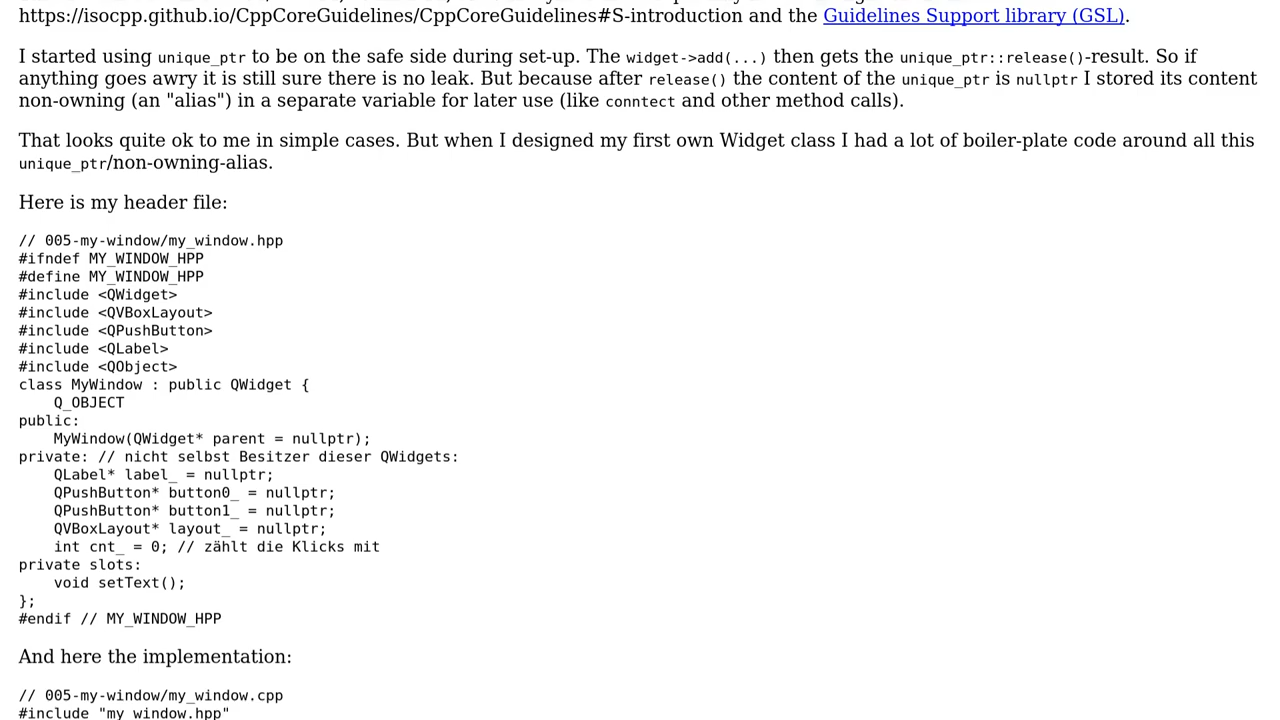 https://isocpp.github.io/CppCoreGuidelines/CppCoreGuidelines#S-introduction and the Guidelines Support library (GSL).
I started using unique_ptr to be on the safe side during set-up. The widget->add(...) then gets the unique_ptr::release()-result. So if
anything goes awry it is still sure there is no leak. But because after release() the content of the unique_ptr is nullptr I stored its content
non-owning (an "alias") in a separate variable for later use (like conntect and other method calls).
That looks quite ok to me in simple cases. But when I designed my first own Widget class I had a lot of boiler-plate code around all this
unique_ptr/non-owning-alias.
Here is my header file:
// 005-my-window/my_window.hpp
#ifndef MY_WINDOW_HPP
#define MY_WINDOW_HPP
#include <QWidget>
#include <QVBoxLayout>
#include <QPushButton>
#include <QLabel>
#include <QObject>
class MyWindow : public QWidget {
    Q_OBJECT
public:
    MyWindow(QWidget* parent = nullptr);
private: // nicht selbst Besitzer dieser QWidgets:
    QLabel* label_ = nullptr;
    QPushButton* button0_ = nullptr;
    QPushButton* button1_ = nullptr;
    QVBoxLayout* layout_ = nullptr;
    int cnt_ = 0; // zählt die Klicks mit
private slots:
    void setText();
};
#endif // MY_WINDOW_HPP
And here the implementation:
// 005-my-window/my_window.cpp
#include "my_window.hpp"